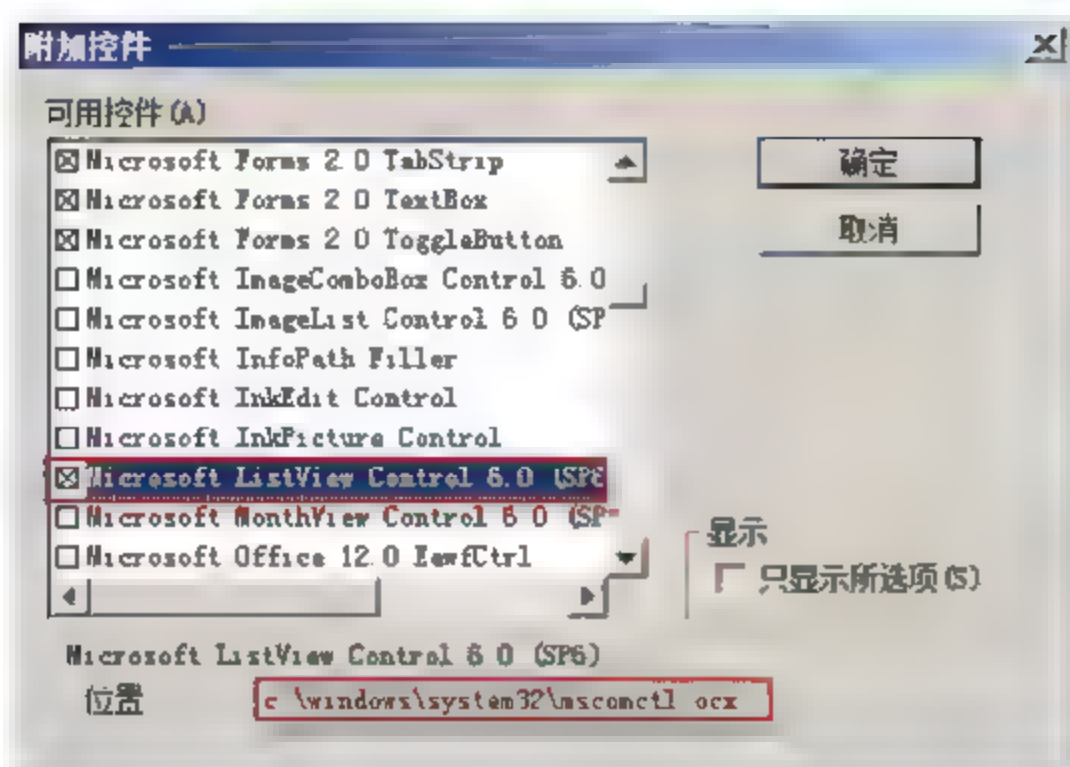 附加控件
可用控件(A)
Microsoft Forms 2.0 TabStrip
Microsoft Forms 2.0 TextBox
Microsoft Forms 2.0 ToggleButton
Microsoft ImageComboBox Control 6.0
Microsoft ImageList Control 6.0 (SP
Microsoft InfoPath Filler
Microsoft InkEdit Control
Microsoft InkPicture Control
Microsoft ListView Control 6.0 (SP6
Microsoft MonthView Control 6.0 (SP
Microsoft Office 12.0 EewfCtrl
确定
取消
显示
只显示所选项(S)
Microsoft ListView Control 6.0 (SP6)
位置 c:\windows\system32\mscomctl.ocx